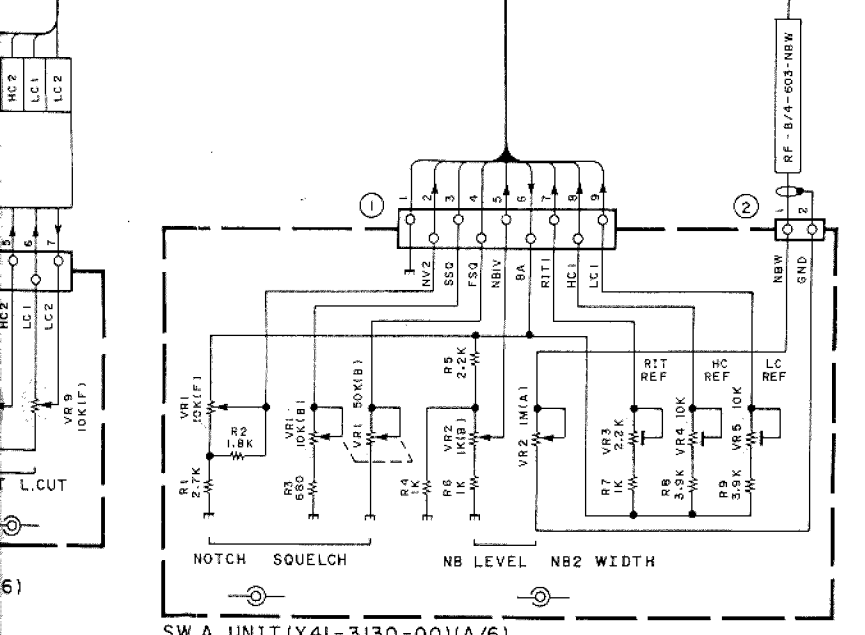 HC2
LC1
LC2
RF-B/4-603-NBW
1
1
2
3
4
5
6
7
8
9
2
1
2
5
6
7
NV2
SSQ
FSQ
NBIV
8A
RIT1
HC1
LC1
NBW
GND
HC2
LC1
LC2
VR9
10K(F)
L.CUT
VR1
10K(F)
R2
1.8K
R1
2.7K
VR1
10K(B)
R3
680
VR1 50K(B)
R5
2.2K
VR2
1K(B)
R4
1K
R6
1K
VR2 1M(A)
RIT
REF
HC
REF
LC
REF
VR3
2.2K
VR4 10K
VR5 10K
R7
1K
R8
3.9K
R9
3.9K
NOTCH SQUELCH
NB LEVEL NB2 WIDTH
6)
SW A UNIT(X41-3130-00)(A/6)